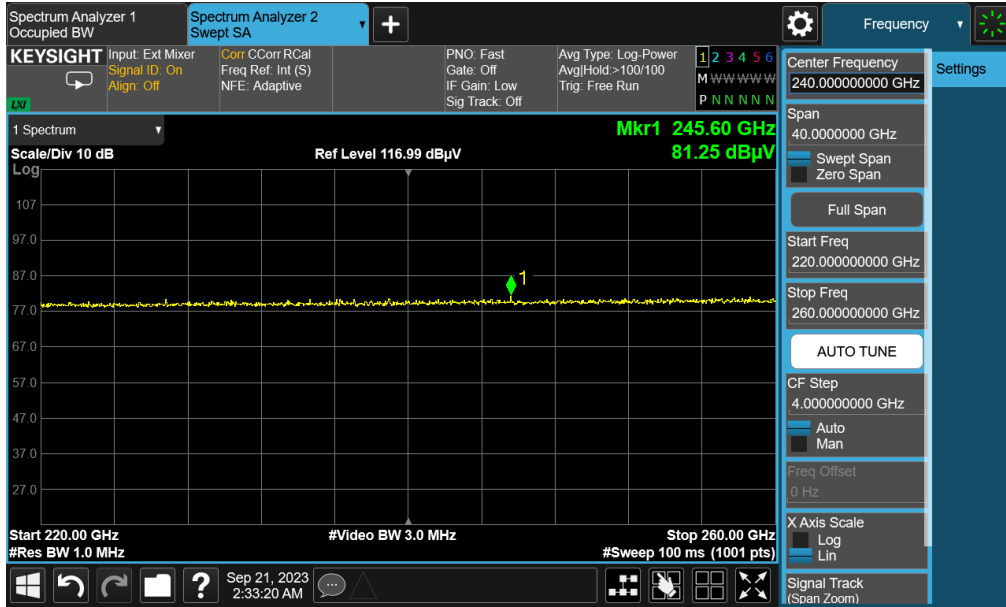 Spectrum Analyzer 1
Occupied BW
Spectrum Analyzer 2
Swept SA
Frequency
KEYSIGHT
LXI
Input: Ext Mixer
Signal ID: On
Align: Off
Corr CCorr RCal
Freq Ref: Int (S)
NFE: Adaptive
PNO: Fast
Gate: Off
IF Gain: Low
Sig Track: Off
Avg Type: Log-Power
Avg|Hold:>100/100
Trig: Free Run
1 2 3 4 5 6
M W W W W W
P N N N N N
1 Spectrum
Mkr1 245.60 GHz
Scale/Div 10 dB
Ref Level 116.99 dBµV
81.25 dBµV
Log
107
97.0
87.0
77.0
67.0
57.0
47.0
37.0
27.0
1
Start 220.00 GHz
#Video BW 3.0 MHz
Stop 260.00 GHz
#Res BW 1.0 MHz
#Sweep 100 ms (1001 pts)
Center Frequency
240.000000000 GHz
Settings
Span
40.0000000 GHz
Swept Span
Zero Span
Full Span
Start Freq
220.000000000 GHz
Stop Freq
260.000000000 GHz
AUTO TUNE
CF Step
4.000000000 GHz
Auto
Man
Freq Offset
0 Hz
X Axis Scale
Log
Lin
Signal Track
(Span Zoom)
?
Sep 21, 2023
2:33:20 AM